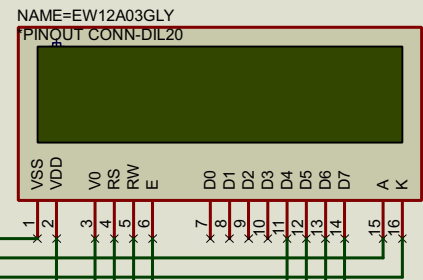 NAME=EW12A03GLY
*PINOUT CONN-DIL20
VSS VDD V0 RS RW E D0 D1 D2 D3 D4 D5 D6 D7 A K
1 2 3 4 5 6 7 8 9 10 11 12 13 14 15 16